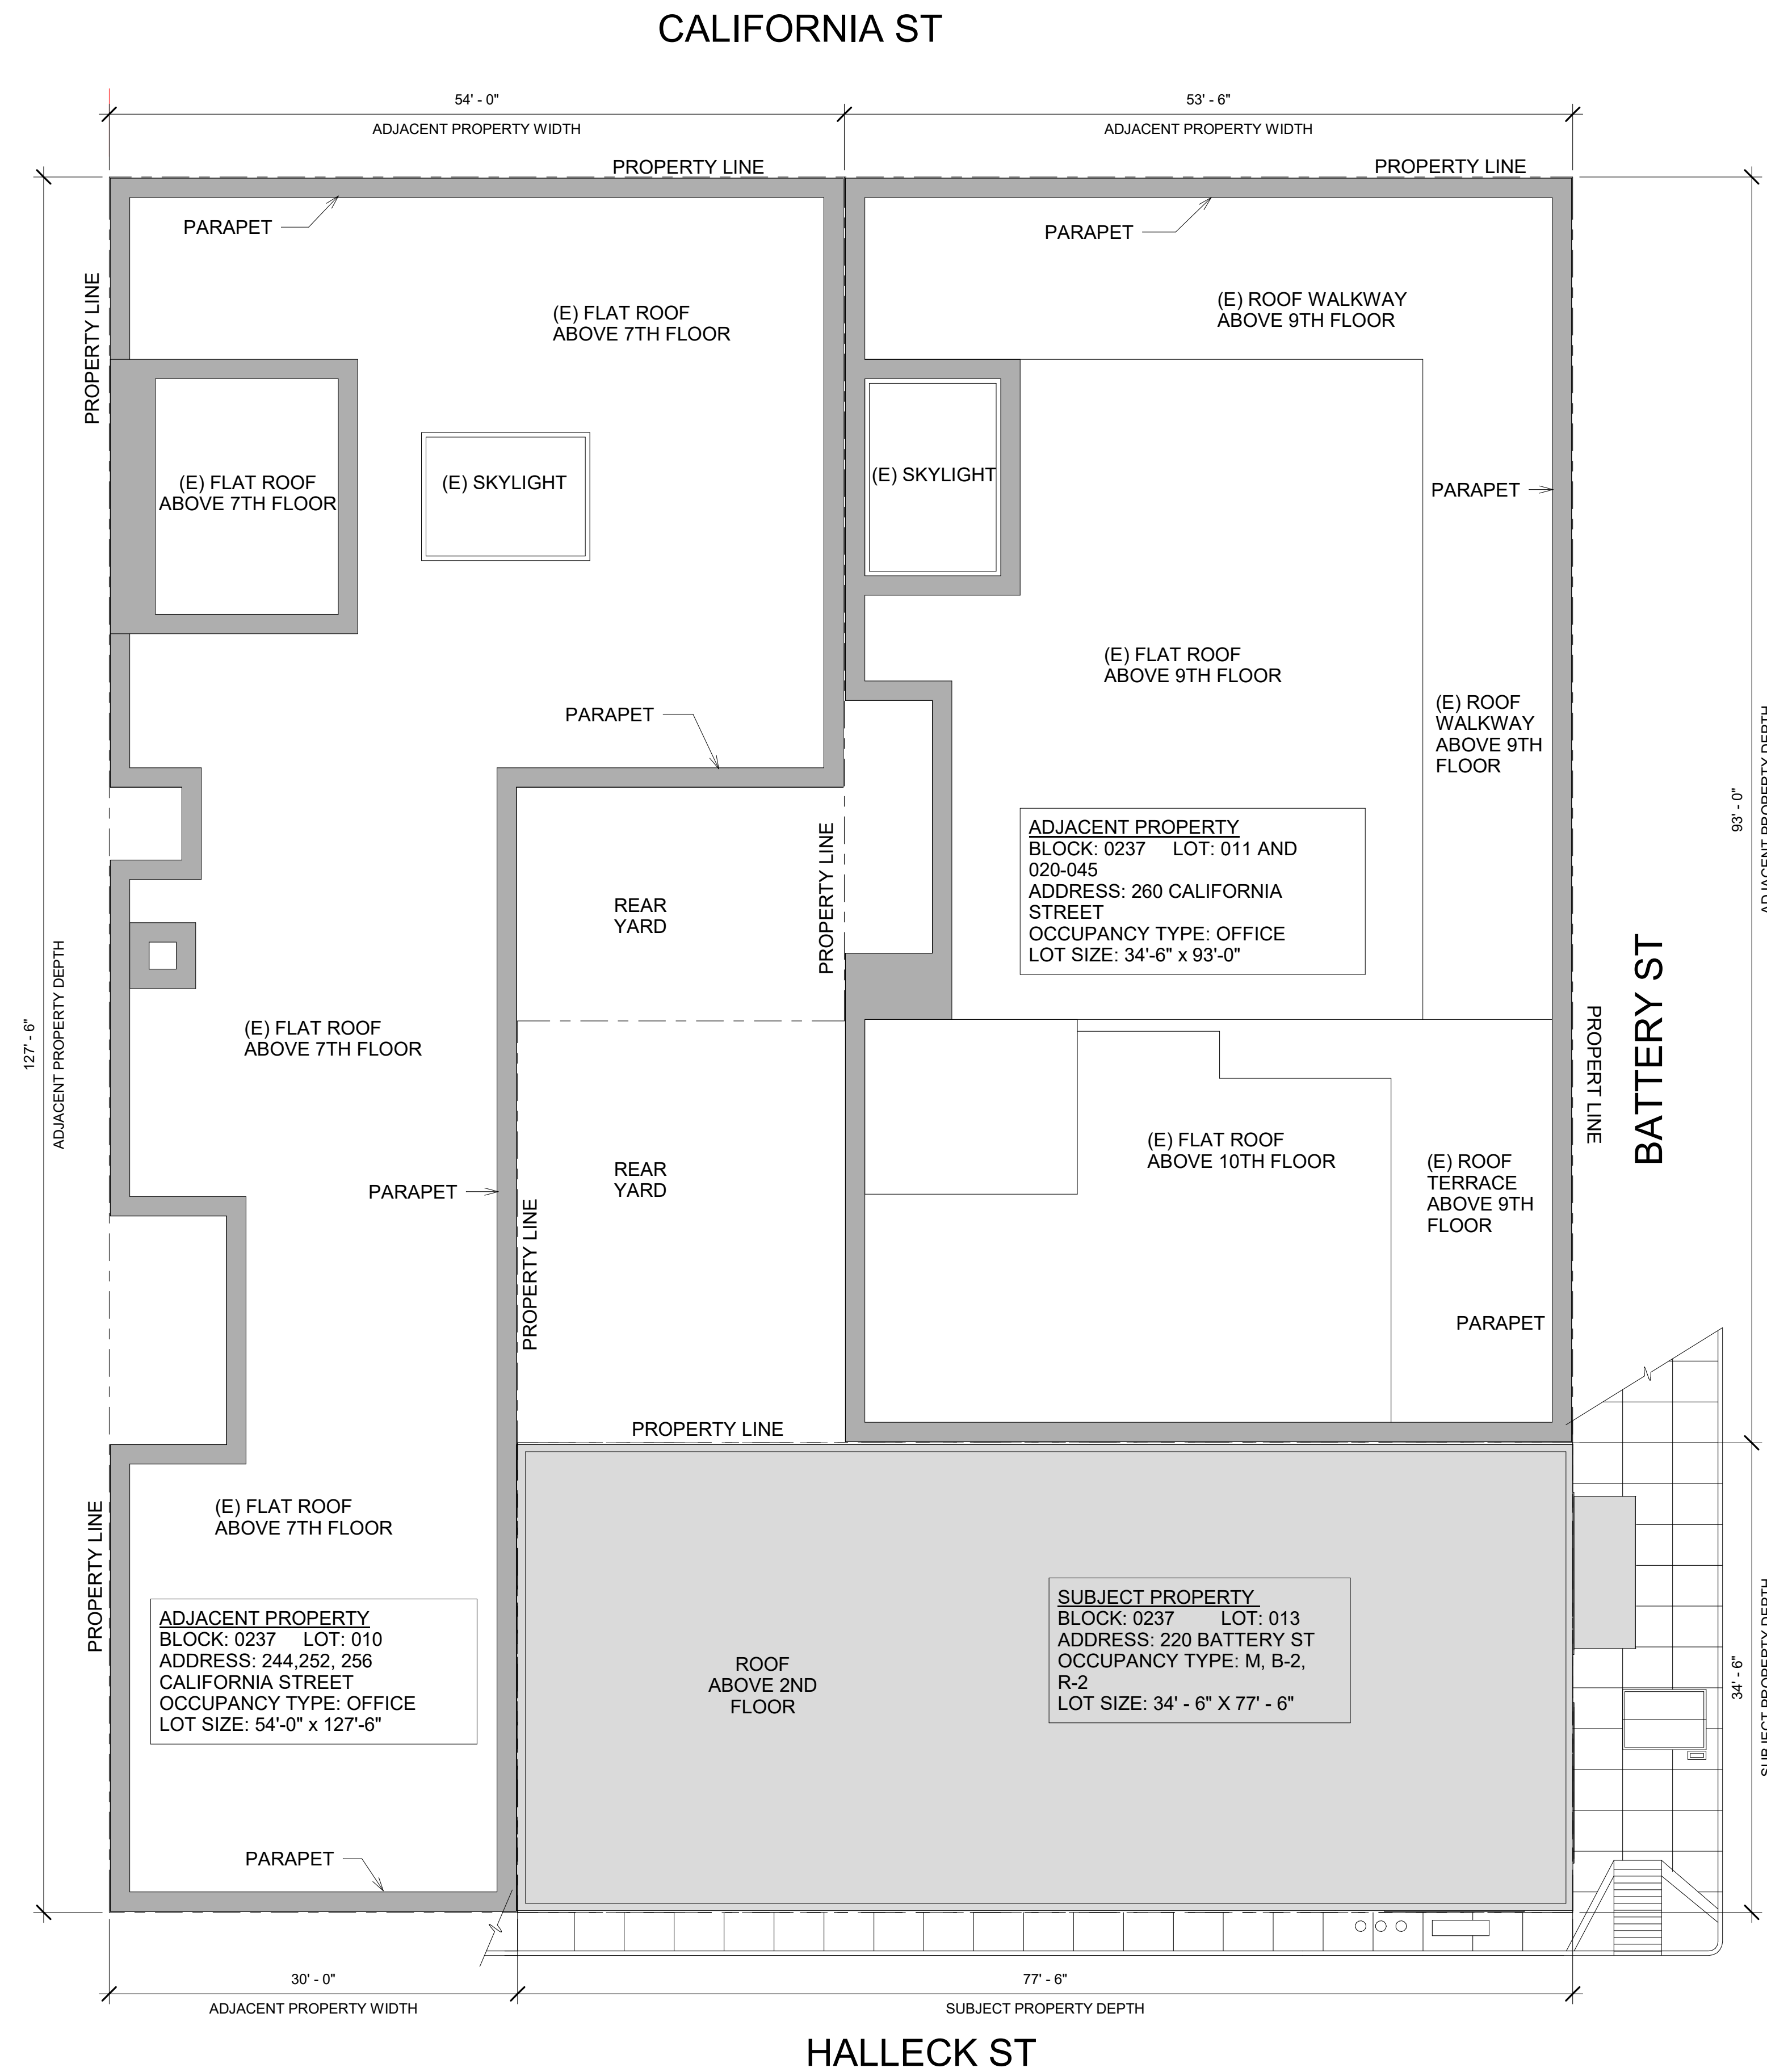 CALIFORNIA ST
54' - 0"
53' - 6"
ADJACENT PROPERTY WIDTH
ADJACENT PROPERTY WIDTH
PROPERTY LINE
PROPERTY LINE
PARAPET
PARAPET
PROPERTY LINE
(E) FLAT ROOF
ABOVE 7TH FLOOR
(E) ROOF WALKWAY
ABOVE 9TH FLOOR
(E) FLAT ROOF
ABOVE 7TH FLOOR
(E) SKYLIGHT
(E) SKYLIGHT
PARAPET
(E) FLAT ROOF
ABOVE 9TH FLOOR
PARAPET
(E) ROOF
WALKWAY
ABOVE 9TH
FLOOR
93' - 0"
ADJACENT PROPERTY DEPTH
ADJACENT PROPERTY
BLOCK: 0237 LOT: 011 AND
020-045
ADDRESS: 260 CALIFORNIA
STREET
OCCUPANCY TYPE: OFFICE
LOT SIZE: 34'-6" x 93'-0"
PROPERTY LINE
REAR
YARD
127' - 6"
ADJACENT PROPERTY DEPTH
(E) FLAT ROOF
ABOVE 7TH FLOOR
PROPERT LINE
BATTERY ST
REAR
YARD
(E) FLAT ROOF
ABOVE 10TH FLOOR
(E) ROOF
TERRACE
ABOVE 9TH
FLOOR
PARAPET
PROPERTY LINE
PARAPET
PROPERTY LINE
PROPERTY LINE
(E) FLAT ROOF
ABOVE 7TH FLOOR
ADJACENT PROPERTY
BLOCK: 0237 LOT: 010
ADDRESS: 244,252, 256
CALIFORNIA STREET
OCCUPANCY TYPE: OFFICE
LOT SIZE: 54'-0" x 127'-6"
ROOF
ABOVE 2ND
FLOOR
SUBJECT PROPERTY
BLOCK: 0237 LOT: 013
ADDRESS: 220 BATTERY ST
OCCUPANCY TYPE: M, B-2,
R-2
LOT SIZE: 34' - 6" X 77' - 6"
34' - 6"
SUBJECT PROPERTY DEPTH
PARAPET
30' - 0"
77' - 6"
ADJACENT PROPERTY WIDTH
SUBJECT PROPERTY DEPTH
HALLECK ST